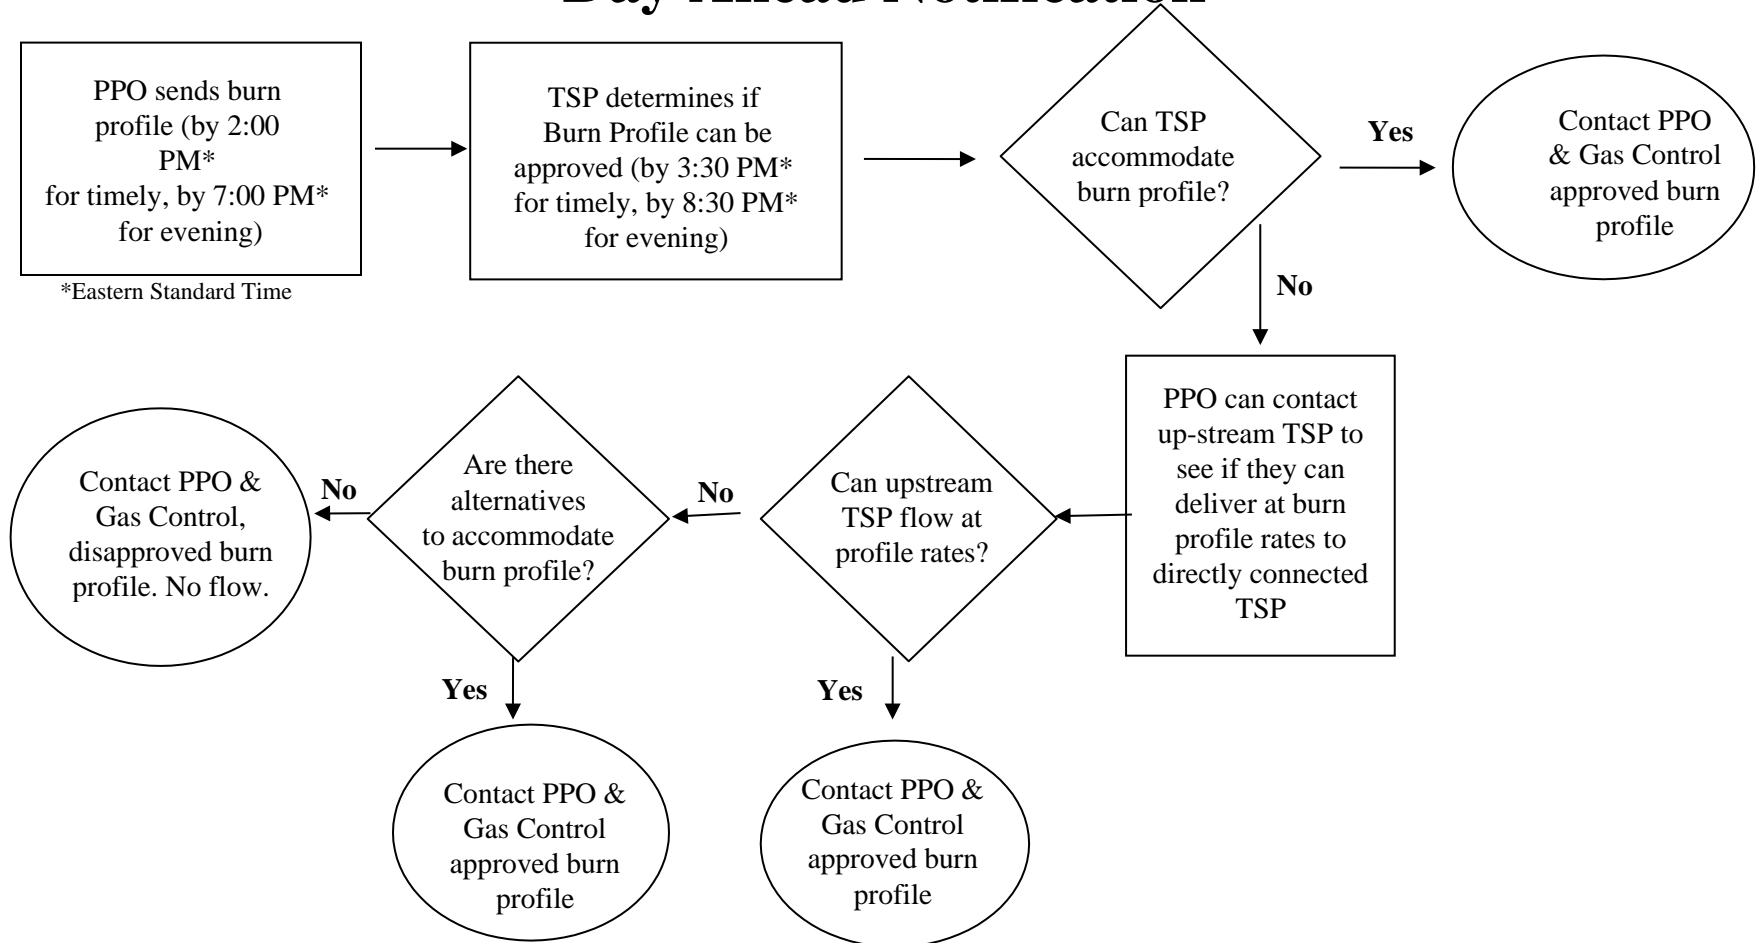 Day Ahead Notification
PPO sends burn
profile (by 2:00
PM*
for timely, by 7:00 PM*
for evening)
*Eastern Standard Time
TSP determines if
Burn Profile can be
approved (by 3:30 PM*
for timely, by 8:30 PM*
for evening)
Can TSP
accommodate
burn profile?
Yes
Contact PPO
& Gas Control
approved burn
profile
No
PPO can contact
up-stream TSP to
see if they can
deliver at burn
profile rates to
directly connected
TSP
Can upstream
TSP flow at
profile rates?
No
Are there
alternatives
to accommodate
burn profile?
No
Contact PPO &
Gas Control,
disapproved burn
profile. No flow.
Yes
Contact PPO &
Gas Control
approved burn
profile
Yes
Contact PPO &
Gas Control
approved burn
profile